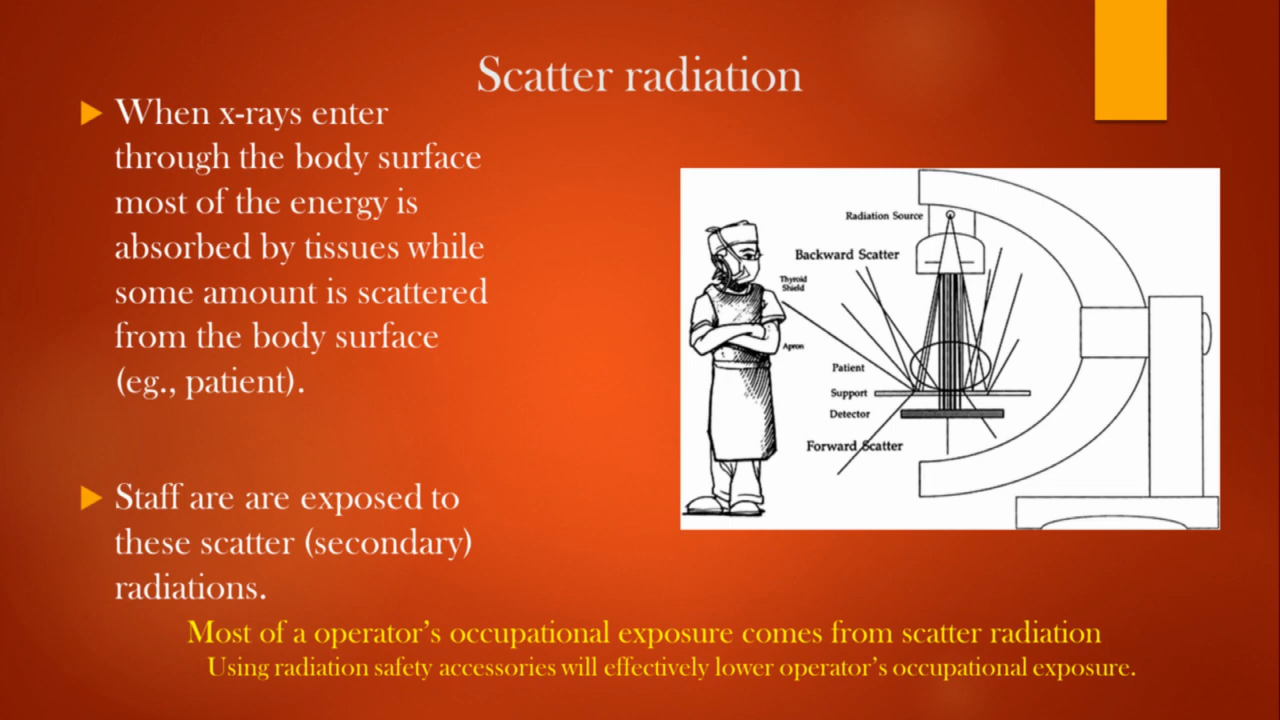 Scatter radiation
When x-rays enter
through the body surface
most of the energy is
absorbed by tissues while
some amount is scattered
from the body surface
(eg., patient).
Staff are are exposed to
these scatter (secondary)
radiations.
Radiation Source
Backward Scatter
Thyroid
Shield
Apron
Patient
Support
Detector
Forward Scatter
Most of a operator’s occupational exposure comes from scatter radiation
Using radiation safety accessories will effectively lower operator’s occupational exposure.